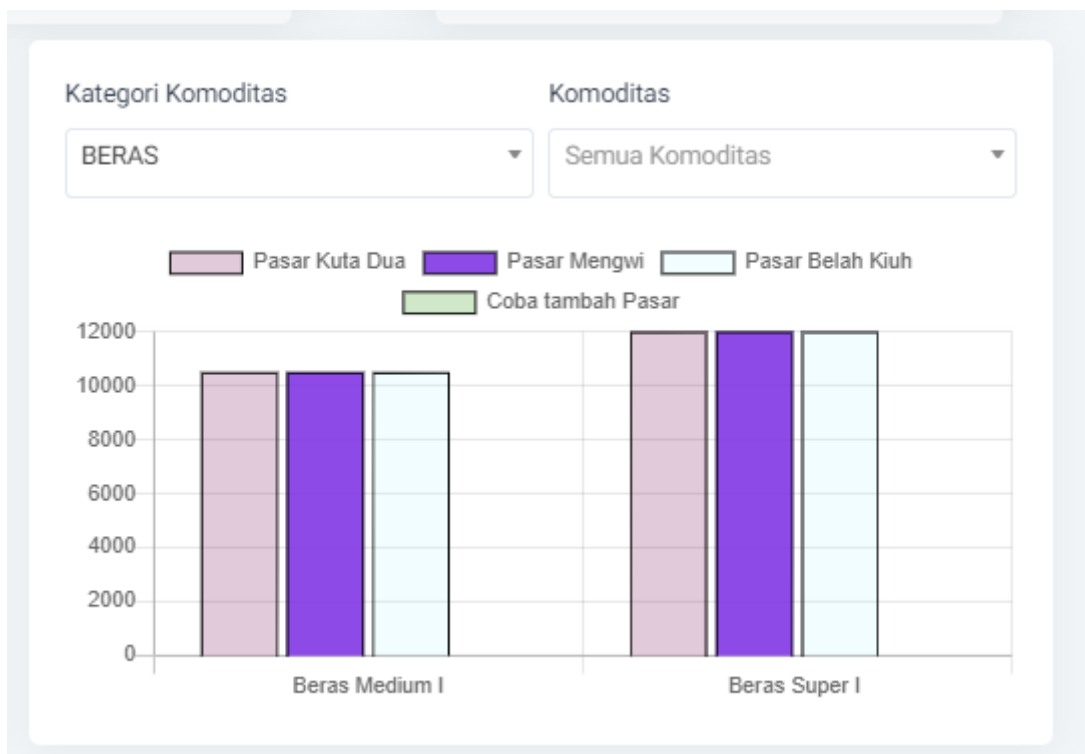 Kategori Komoditas Komoditas
BERAS Semua Komoditas
Pasar Kuta Dua Pasar Mengwi Pasar Belah Kiuh
Coba tambah Pasar
12000
10000
8000
6000
4000
2000
0
Beras Medium I Beras Super I